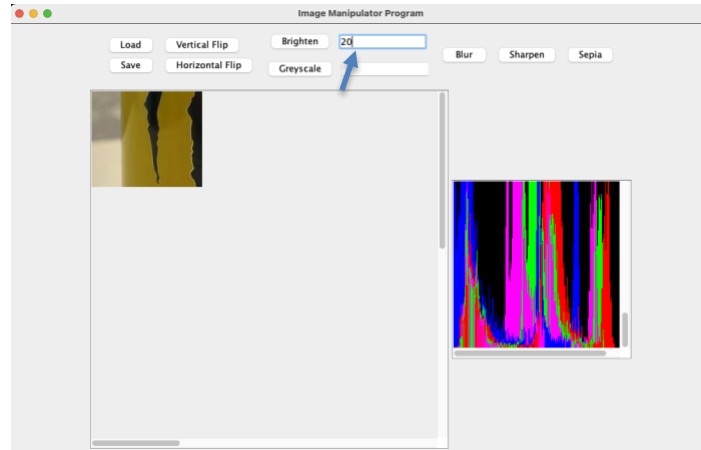 Image Manipulator Program
Load
Vertical Flip
Brighten
20
Blur
Sharpen
Sepia
Save
Horizontal Flip
Greyscale